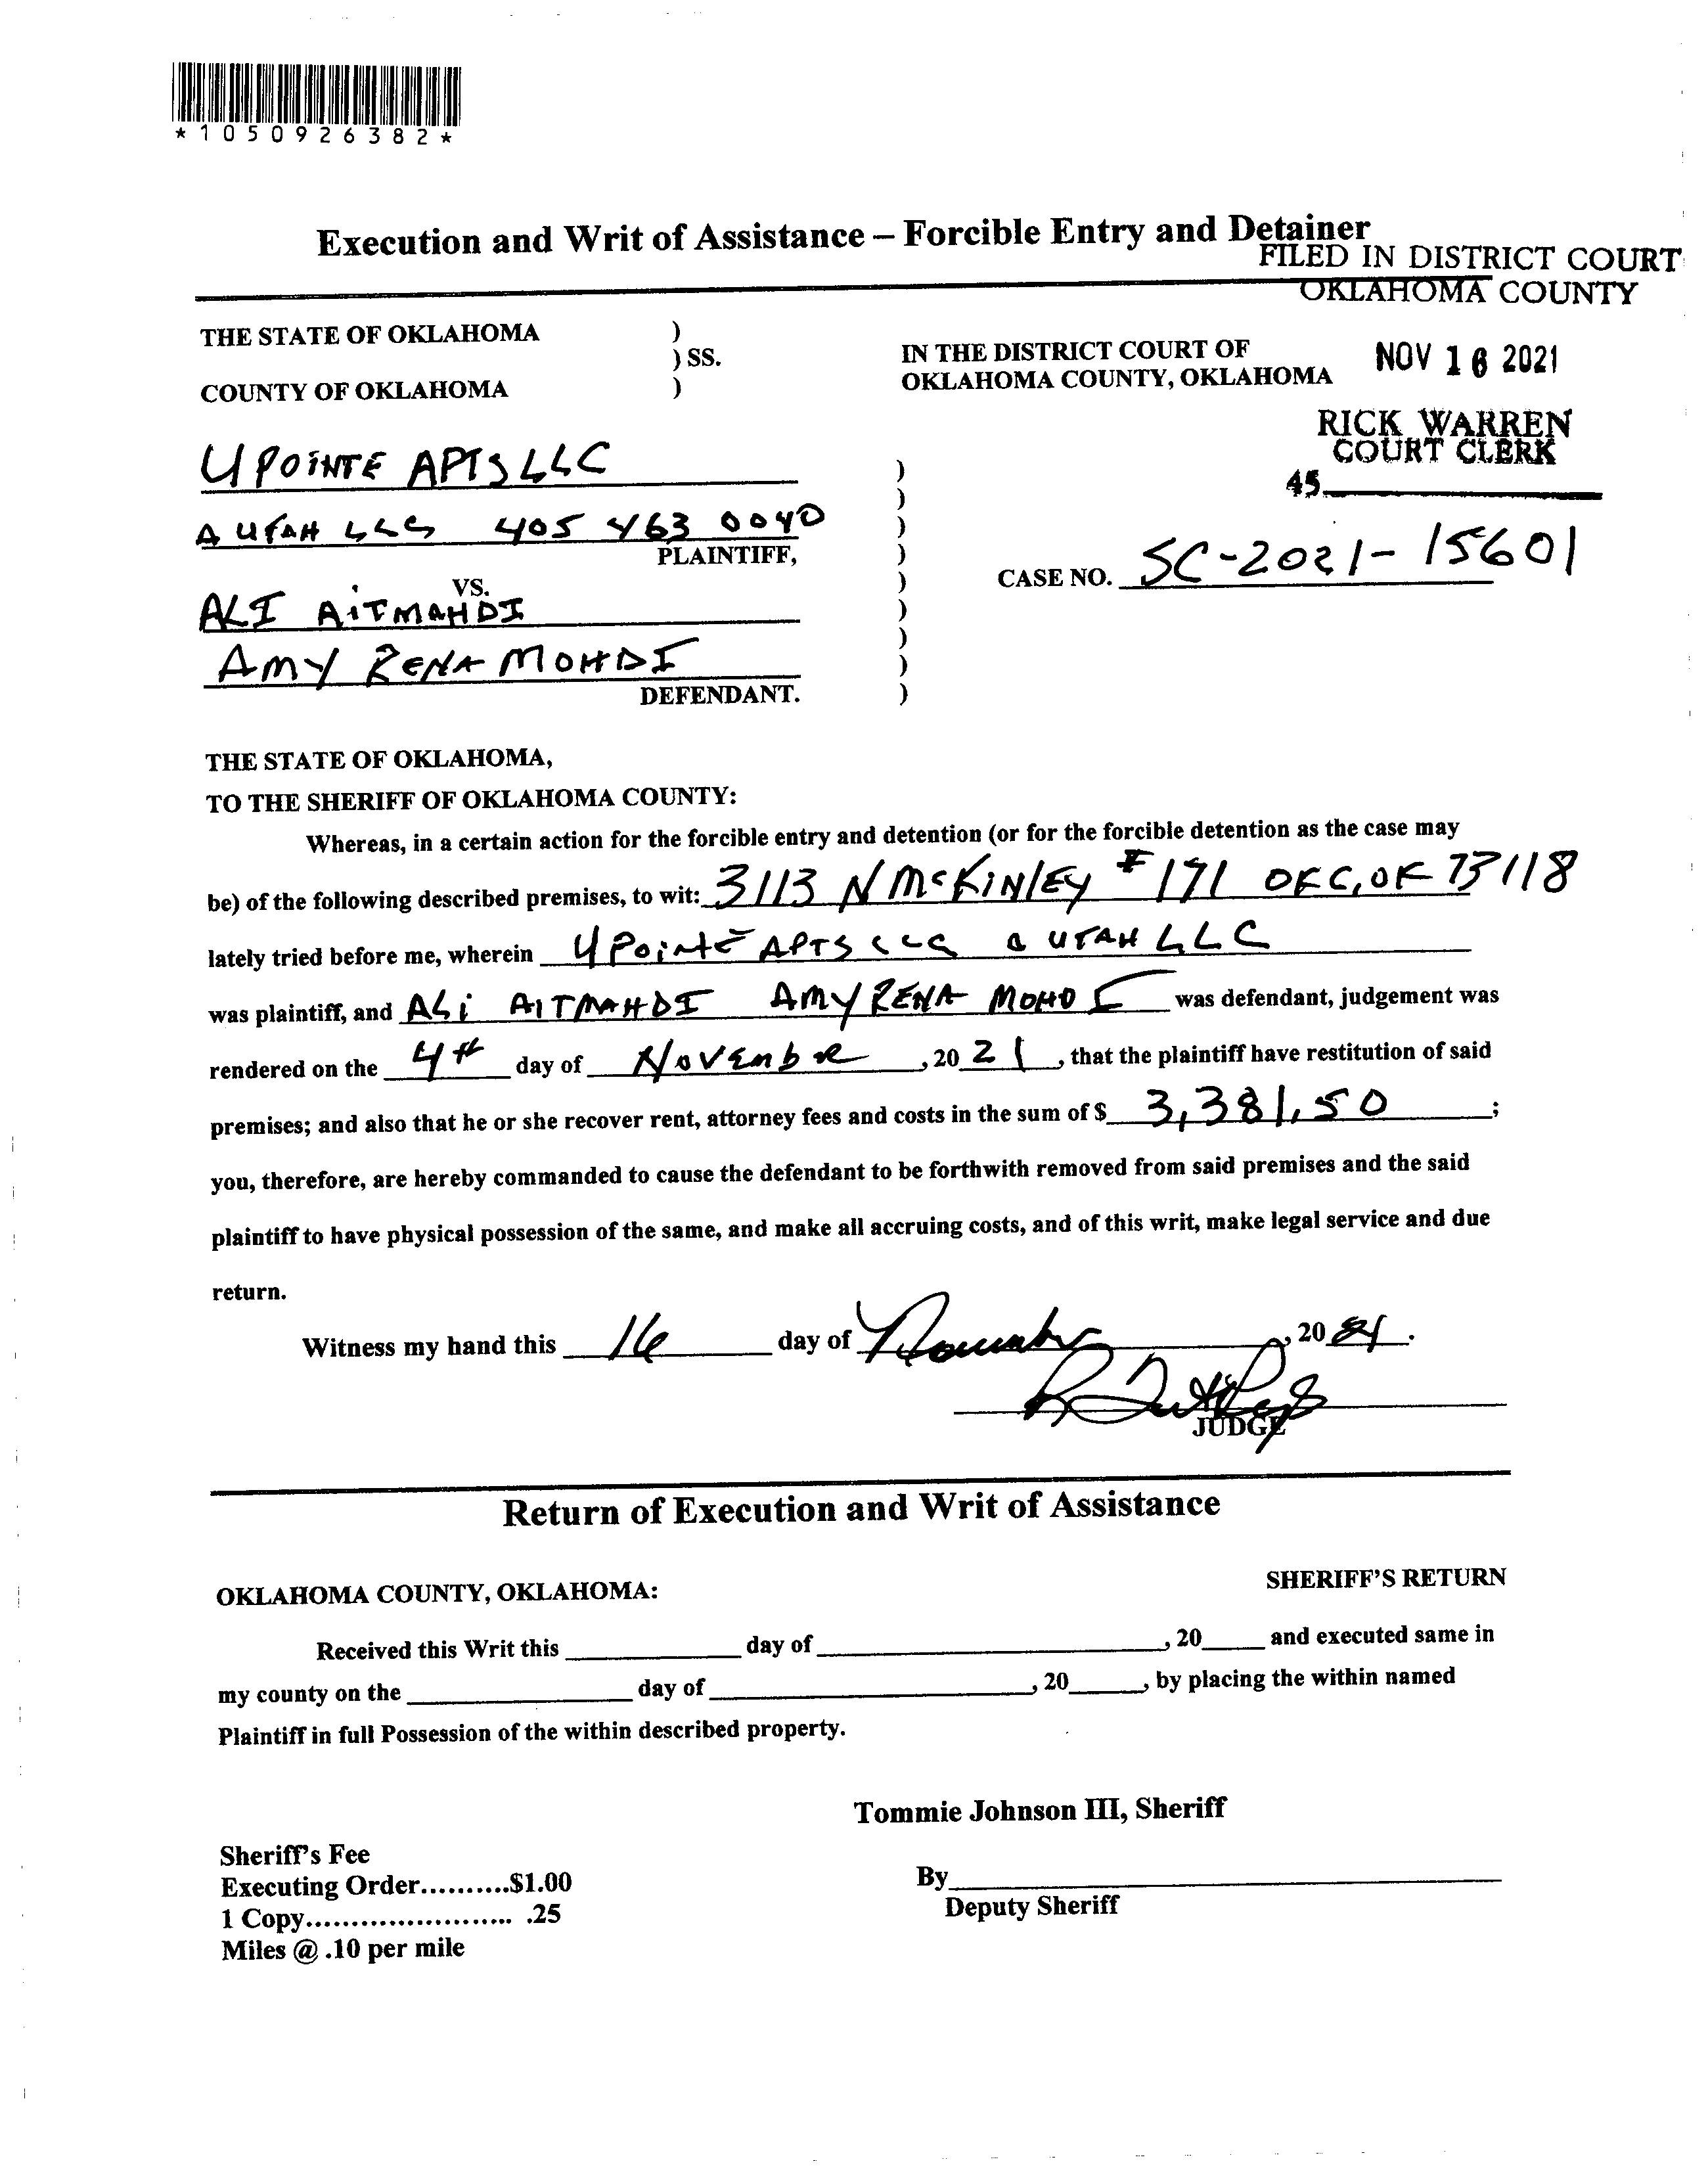 *1050926382*
Execution and Writ of Assistance – Forcible Entry and Detainer
FILED IN DISTRICT COURT
OKLAHOMA COUNTY
THE STATE OF OKLAHOMA )
) SS.
COUNTY OF OKLAHOMA )
IN THE DISTRICT COURT OF
OKLAHOMA COUNTY, OKLAHOMA
NOV 16 2021
RICK WARREN
COURT CLERK
45
UPOINTE APTS LLC )
)
A UTAH LLC 405 463 0040 )
PLAINTIFF, )
CASE NO. SC-2021-15601
VS. )
ALI AITMAHDI )
)
AMY RENA MOHDI )
DEFENDANT. )
THE STATE OF OKLAHOMA,
TO THE SHERIFF OF OKLAHOMA COUNTY:
Whereas, in a certain action for the forcible entry and detention (or for the forcible detention as the case may
be) of the following described premises, to wit: 3113 N McKINLEY #171 OKC, OK 73118
lately tried before me, wherein UPointe APTS LLC a UTAH LLC
was plaintiff, and ALi AITMAHDI AMY RENA MOHDI was defendant, judgement was
rendered on the 4th day of November, 2021, that the plaintiff have restitution of said
premises; and also that he or she recover rent, attorney fees and costs in the sum of $ 3,381.50;
you, therefore, are hereby commanded to cause the defendant to be forthwith removed from said premises and the said
plaintiff to have physical possession of the same, and make all accruing costs, and of this writ, make legal service and due
return.
Witness my hand this 16 day of November, 2021.
JUDGE
Return of Execution and Writ of Assistance
OKLAHOMA COUNTY, OKLAHOMA: SHERIFF'S RETURN
Received this Writ this ____ day of ____, 20____ and executed same in
my county on the ____ day of ____, 20____, by placing the within named
Plaintiff in full Possession of the within described property.
Tommie Johnson III, Sheriff
Sheriff's Fee
Executing Order..........$1.00
By____
1 Copy....................... .25
Deputy Sheriff
Miles @ .10 per mile